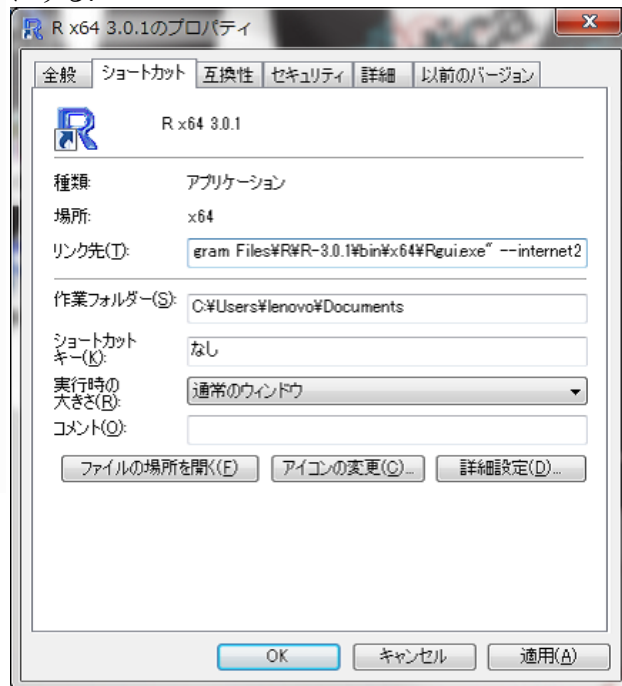 R x64 3.0.1のプロパティ
全般 ショートカット 互換性 セキュリティ 詳細 以前のバージョン
R x64 3.0.1
種類: アプリケーション
場所: x64
リンク先(T): gram Files¥R¥R-3.0.1¥bin¥x64¥Rgui.exe" --internet2
作業フォルダー(S): C:¥Users¥lenovo¥Documents
ショートカット
キー(K): なし
実行時の
大きさ(R): 通常のウィンドウ
コメント(O):
ファイルの場所を開く(F) アイコンの変更(C)... 詳細設定(D)...
OK キャンセル 適用(A)